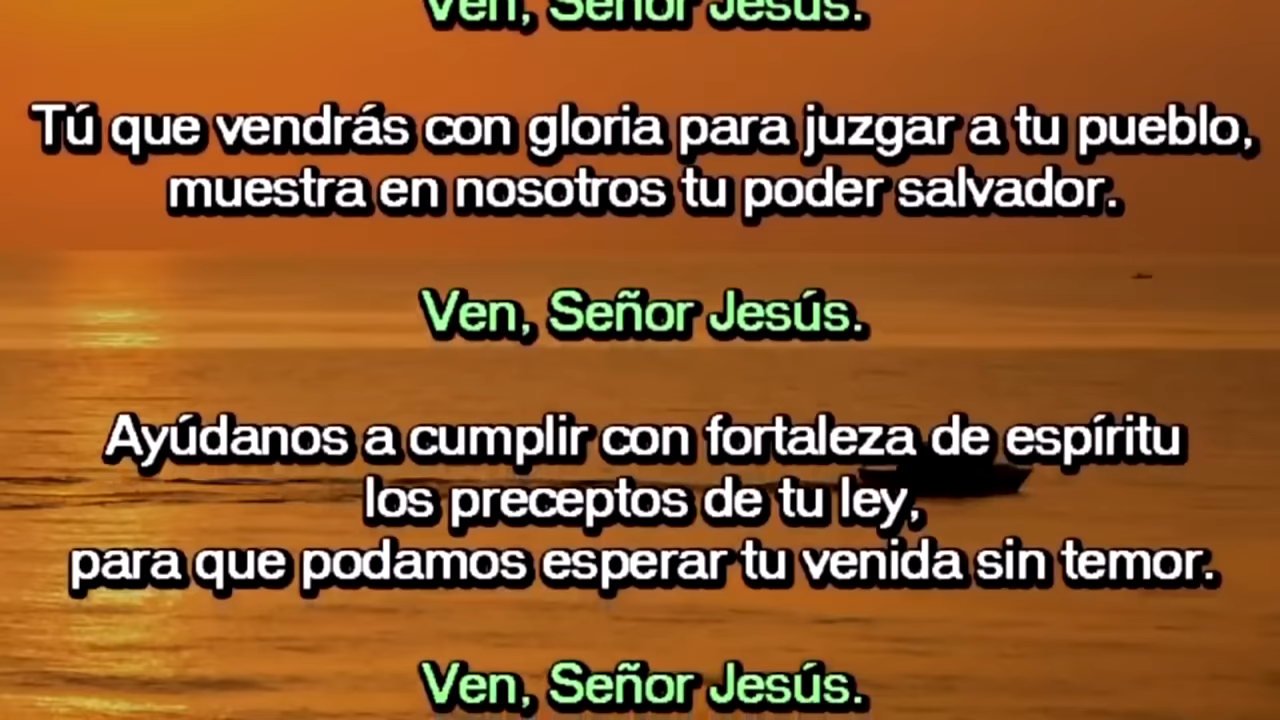 Ven, Señor Jesús.
Tú que vendrás con gloria para juzgar a tu pueblo,
muestra en nosotros tu poder salvador.
Ven, Señor Jesús.
Ayúdanos a cumplir con fortaleza de espíritu
los preceptos de tu ley,
para que podamos esperar tu venida sin temor.
Ven, Señor Jesús.